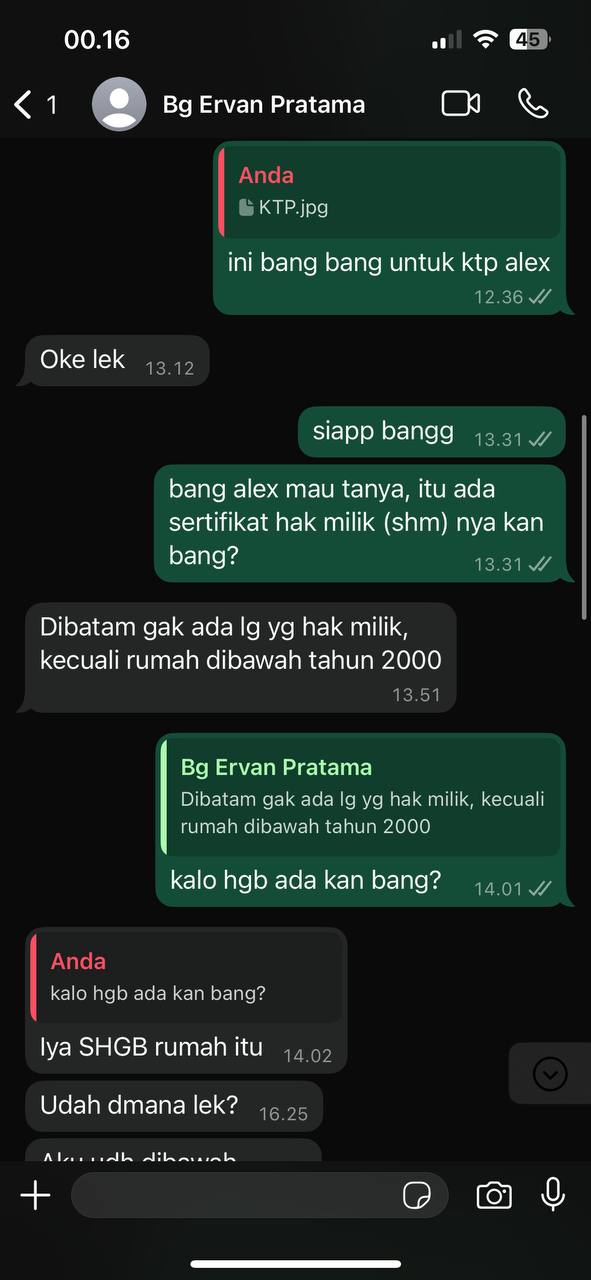 00.16
45
1
Bg Ervan Pratama
Anda
KTP.jpg
ini bang bang untuk ktp alex
12.36
Oke lek
13.12
siapp bangg
13.31
bang alex mau tanya, itu ada
sertifikat hak milik (shm) nya kan
bang?
13.31
Dibatam gak ada lg yg hak milik,
kecuali rumah dibawah tahun 2000
13.51
Bg Ervan Pratama
Dibatam gak ada lg yg hak milik, kecuali
rumah dibawah tahun 2000
kalo hgb ada kan bang?
14.01
Anda
kalo hgb ada kan bang?
Iya SHGB rumah itu
14.02
Udah dmana lek?
16.25
Aku udh dibawah